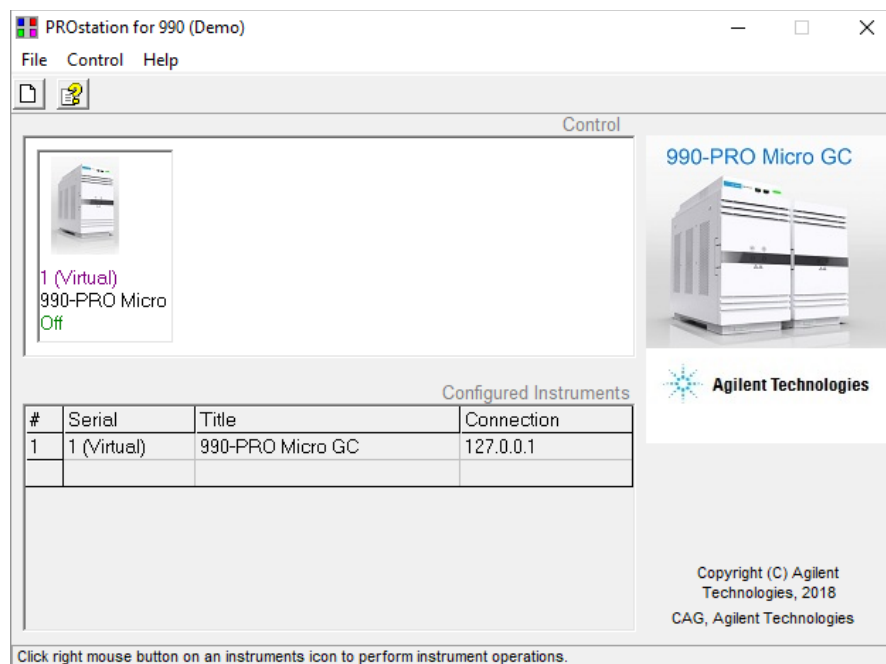 PROstation for 990 (Demo)
File Control Help
Control
1 (Virtual)
990-PRO Micro
Off
990-PRO Micro GC
Agilent Technologies
Configured Instruments
# Serial Title Connection
1 1 (Virtual) 990-PRO Micro GC 127.0.0.1
Copyright (C) Agilent
Technologies, 2018
CAG, Agilent Technologies
Click right mouse button on an instruments icon to perform instrument operations.